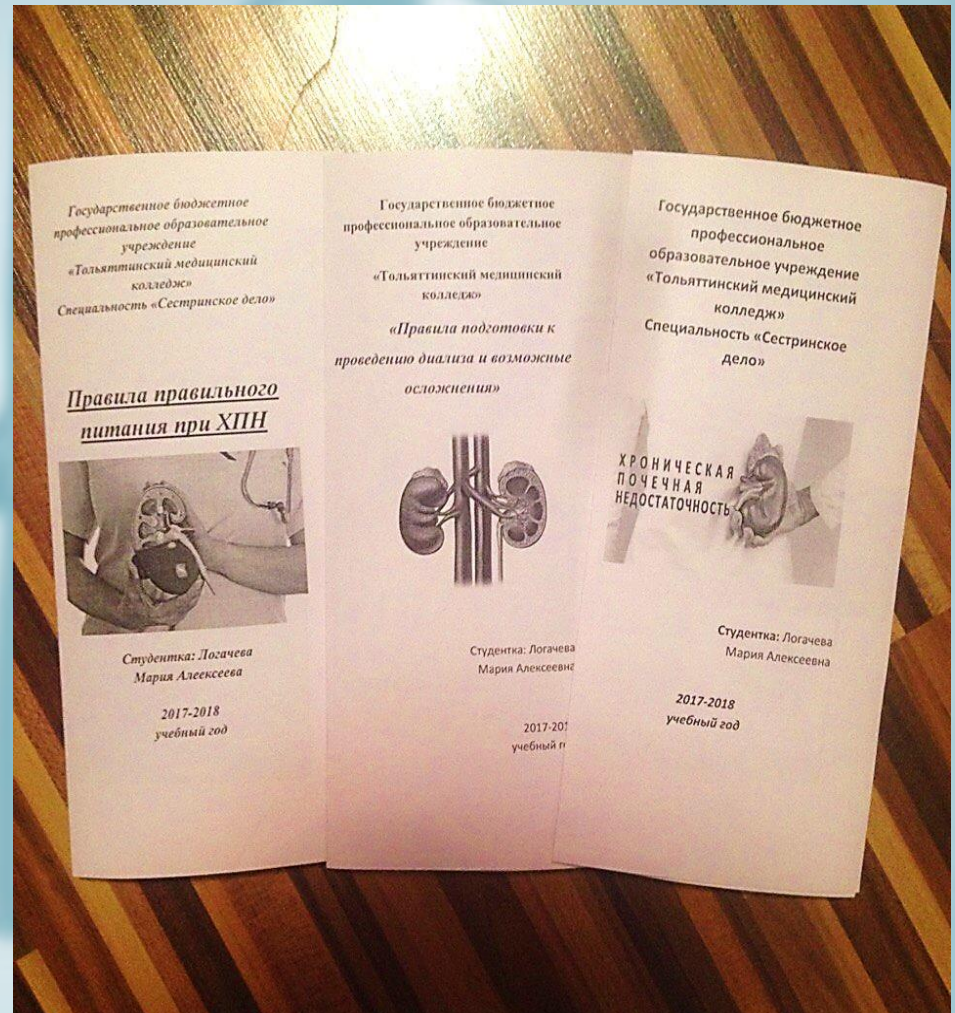 Государственное бюджетное
профессиональное образовательное
учреждение
«Тольяттинский медицинский
колледж»
Специальность «Сестринское дело»
Правила правильного
питания при ХПН
Студентка: Логачева
Мария Алеексеева
2017-2018
учебный год
Государственное бюджетное
профессиональное образовательное
учреждение
«Тольяттинский медицинский
колледж»
«Правила подготовки к
проведению диализа и возможные
осложнения»
Студентка: Логачева
Мария Алексеевна
2017-201
учебный г
Государственное бюджетное
профессиональное
образовательное учреждение
«Тольяттинский медицинский
колледж»
Специальность «Сестринское
дело»
ХРОНИЧЕСКАЯ
ПОЧЕЧНАЯ
НЕДОСТАТОЧНОСТЬ
Студентка: Логачева
Мария Алексеевна
2017-2018
учебный год